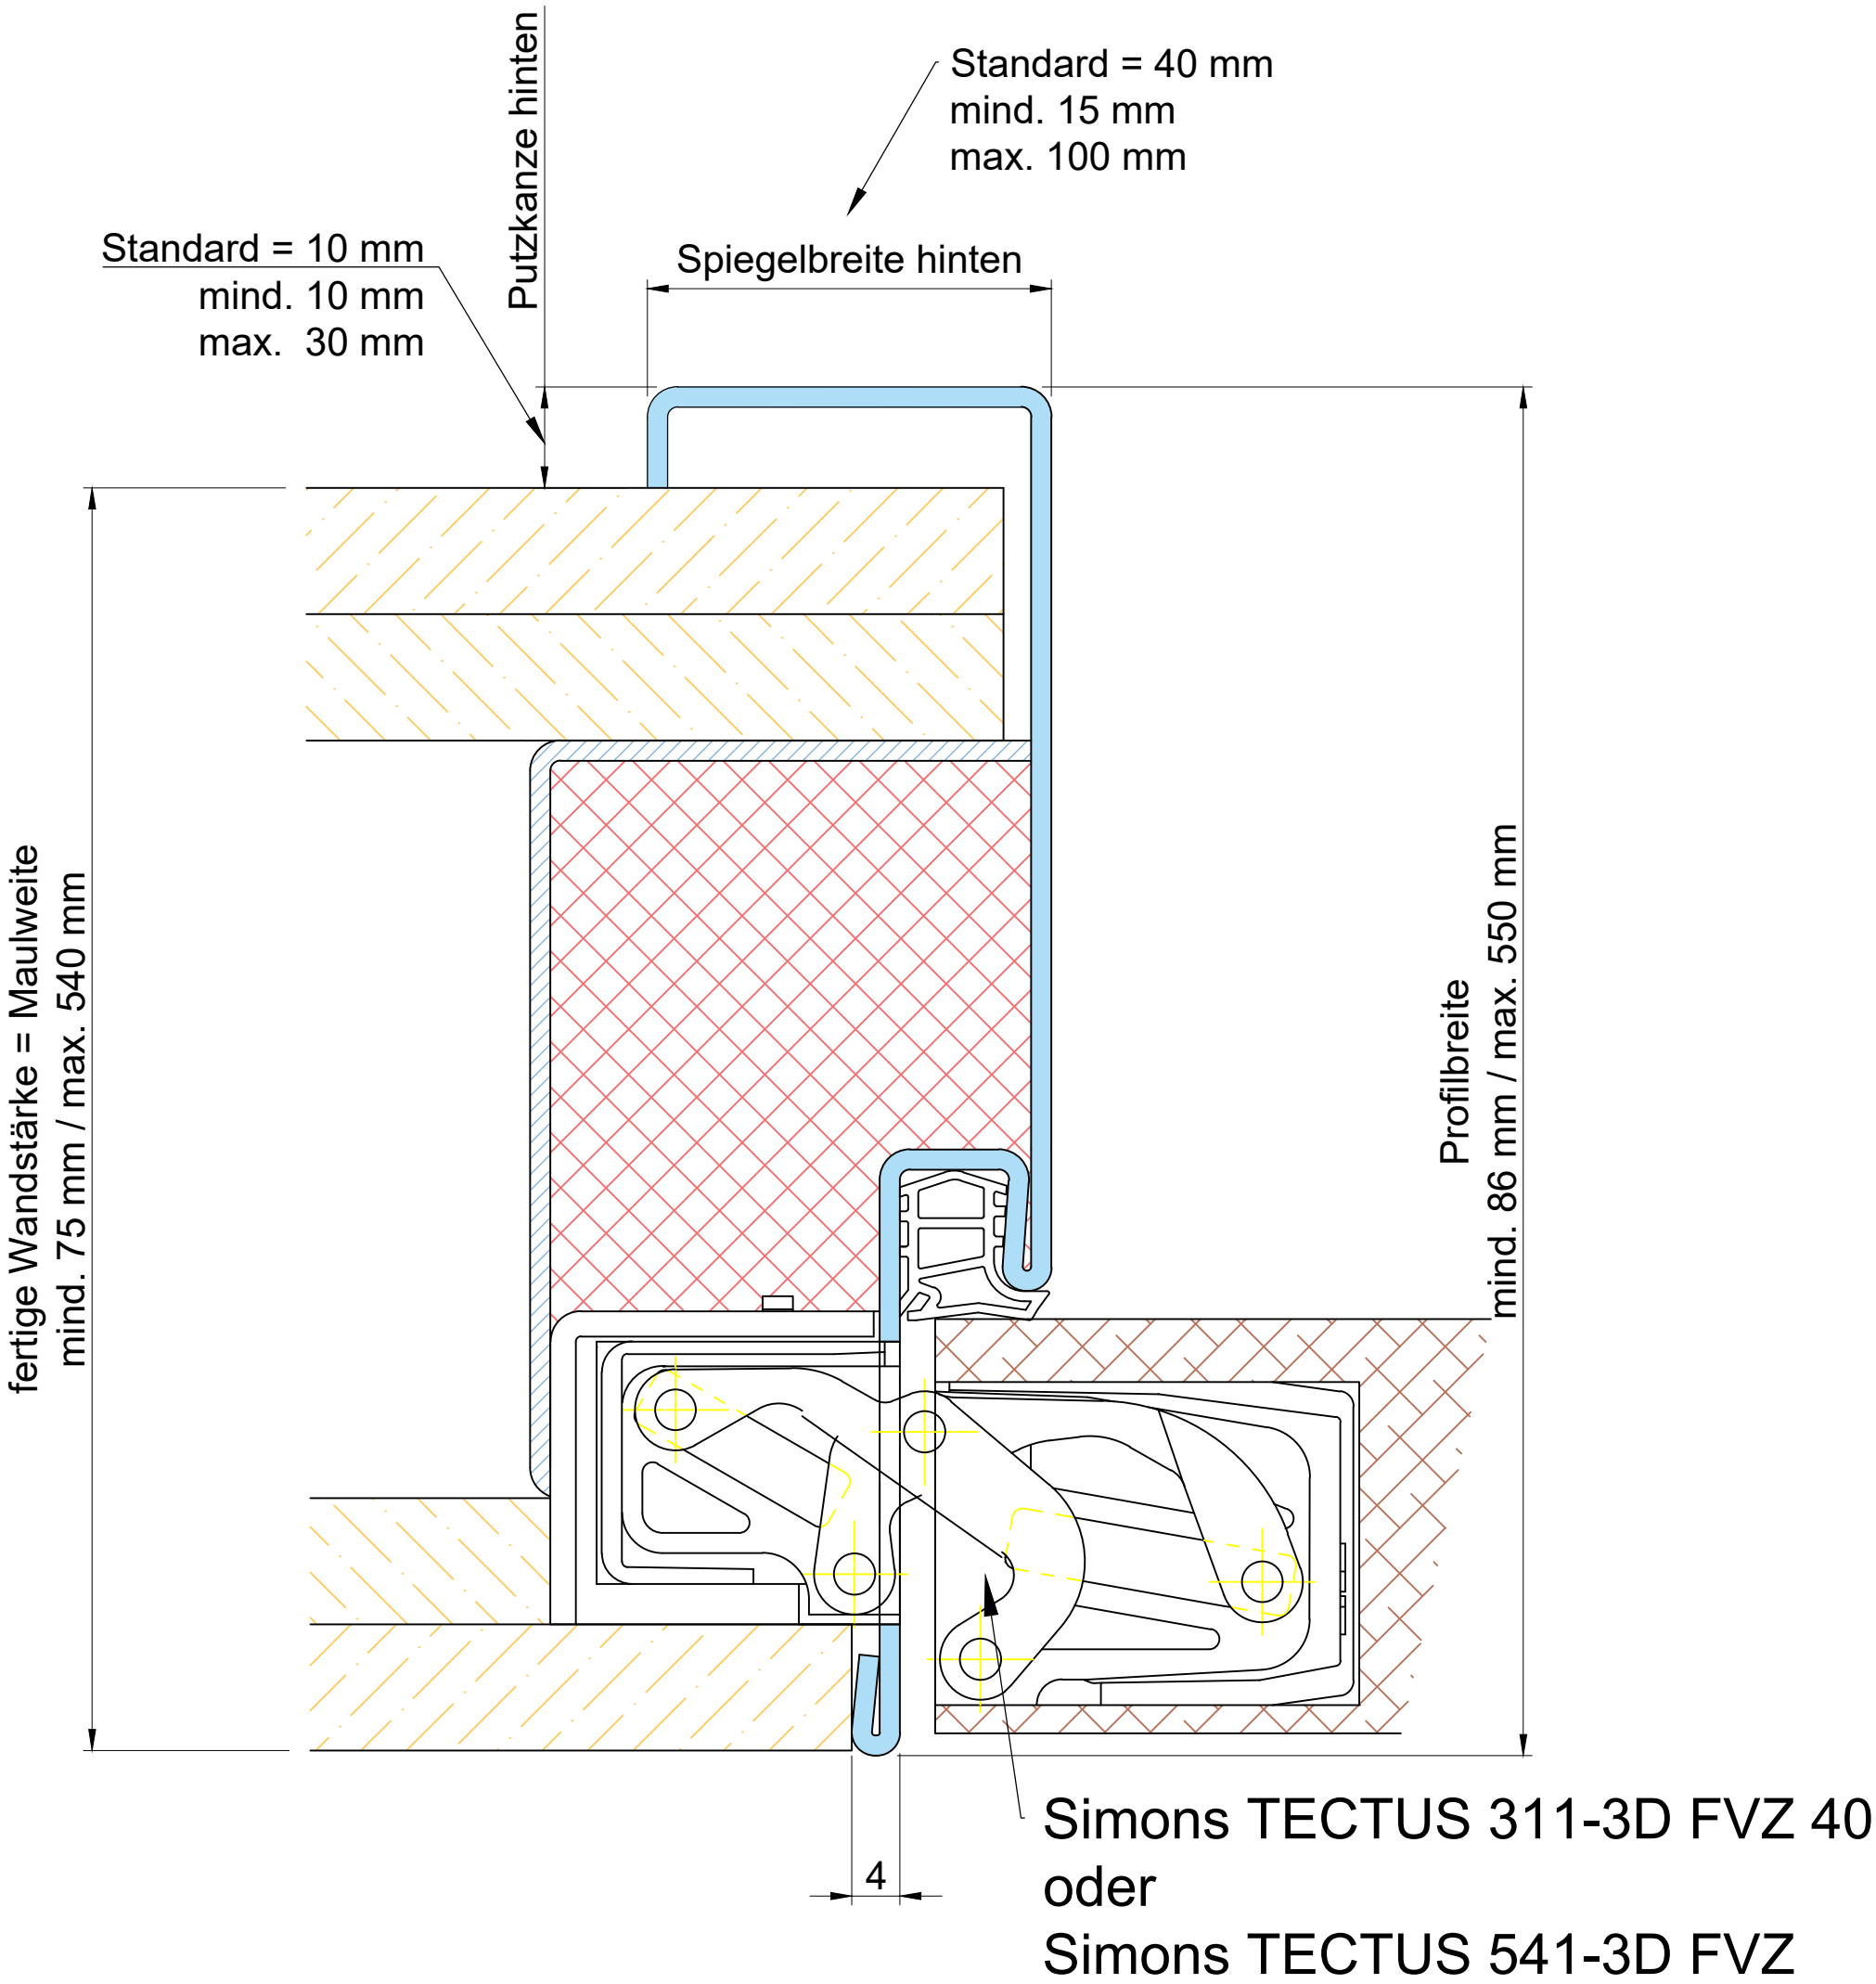 Putzkanze hinten
Standard = 40 mm
mind. 15 mm
max. 100 mm
Standard = 10 mm
mind. 10 mm
max. 30 mm
Spiegelbreite hinten
fertige Wandstärke = Maulweite
mind. 75 mm / max. 540 mm
Profilbreite
mind. 86 mm / max. 550 mm
4
Simons TECTUS 311-3D FVZ 40
oder
Simons TECTUS 541-3D FVZ